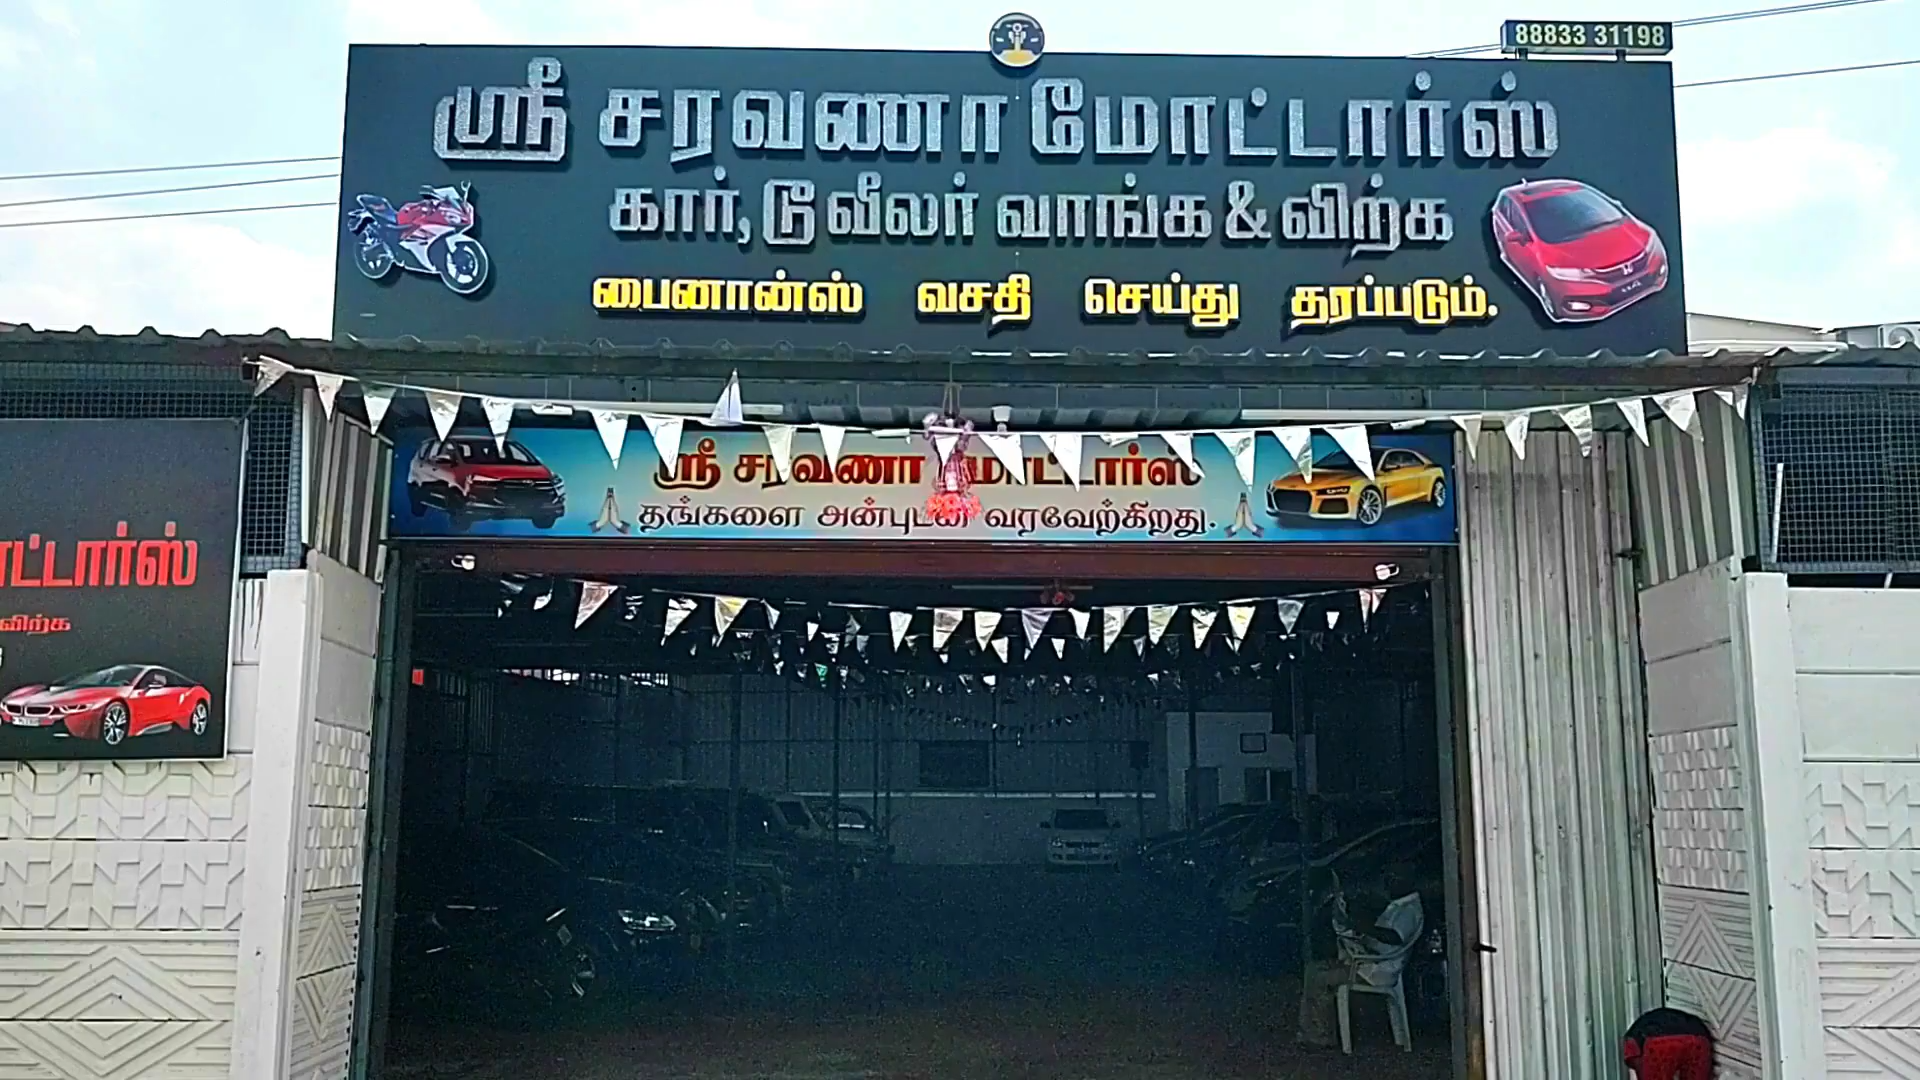 88833 31198
ஸ்ரீ சரவணா மோட்டார்ஸ்
கார், டூ வீலர் வாங்க & விற்க
பைனான்ஸ் வசதி செய்து தரப்படும்.
ஸ்ரீ சரவணா மோட்டார்ஸ்
தங்களை அன்புடன் வரவேற்கிறது.
ட்டார்ஸ்
விற்க